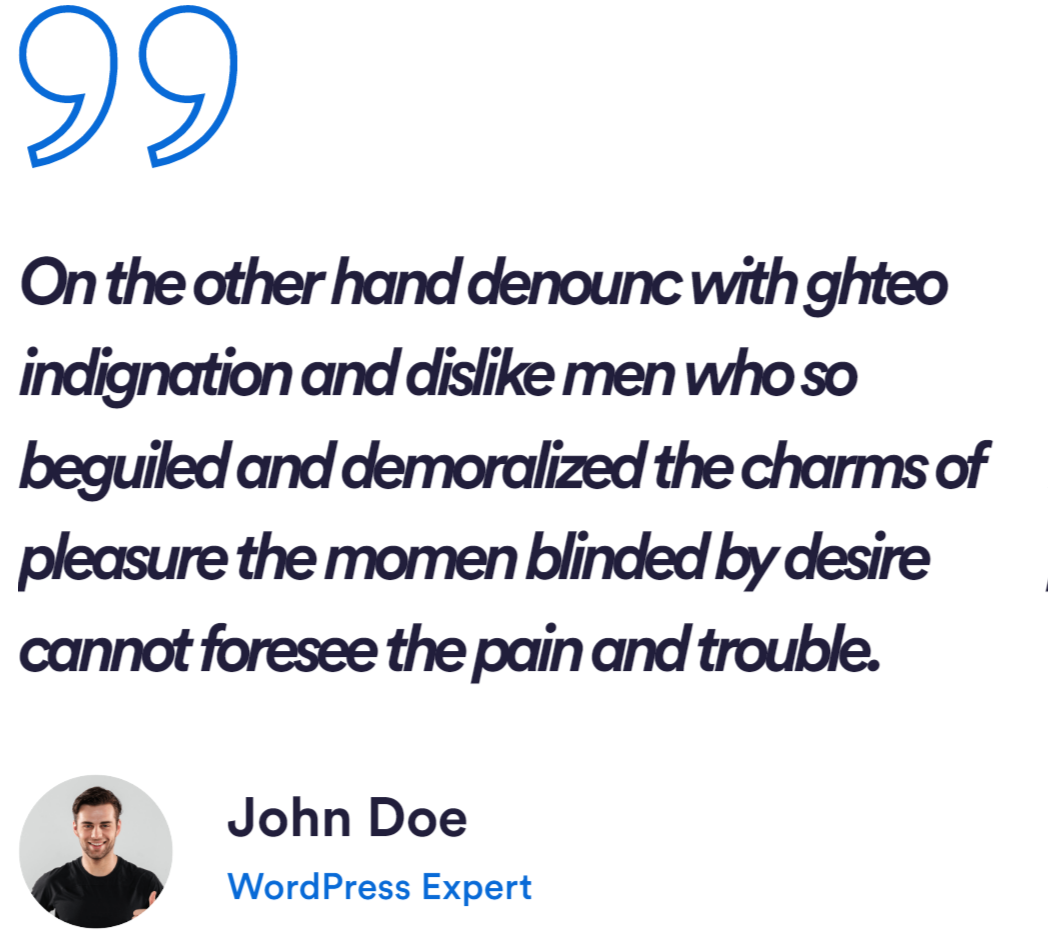 On the other hand denounc with ghteo
indignation and dislike men who so
beguiled and demoralized the charms of
pleasure the momen blinded by desire
cannot foresee the pain and trouble.
John Doe
WordPress Expert